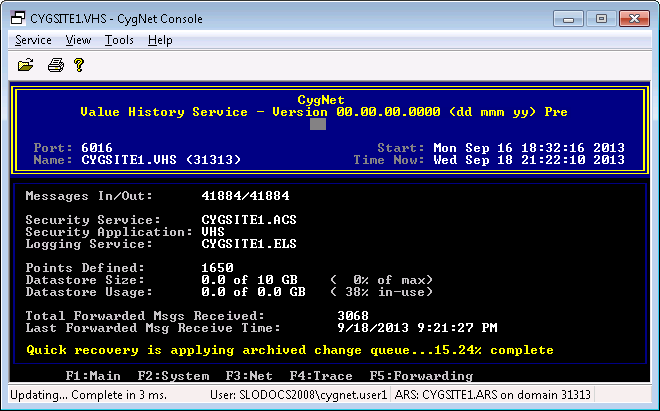 CYGSITE1.VHS - CygNet Console
Service View Tools Help
CygNet
Value History Service - Version 00.00.00.0000 (dd mmm yy) Pre
Port: 6016 Start: Mon Sep 16 18:32:16 2013
Name: CYGSITE1.VHS (31313) Time Now: Wed Sep 18 21:22:10 2013
Messages In/Out: 41884/41884
Security Service: CYGSITE1.ACS
Security Application: VHS
Logging Service: CYGSITE1.ELS
Points Defined: 1650
Datastore Size: 0.0 of 10 GB ( 0% of max)
Datastore Usage: 0.0 of 0.0 GB ( 38% in-use)
Total Forwarded Msgs Received: 3068
Last Forwarded Msg Receive Time: 9/18/2013 9:21:27 PM
Quick recovery is applying archived change queue...15.24% complete
F1:Main F2:System F3:Net F4:Trace F5:Forwarding
Updating... Complete in 3 ms. User: SLODOCS2008\cygnet.user1 ARS: CYGSITE1.ARS on domain 31313